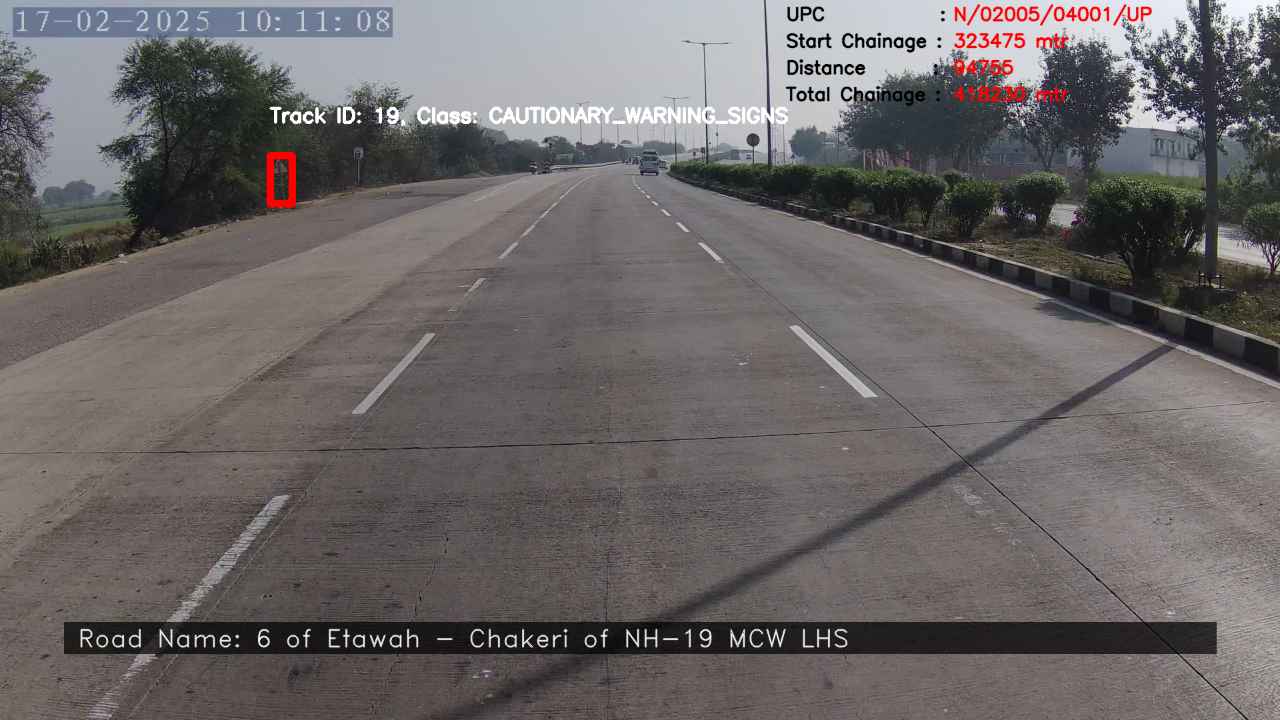 17-02-2025 10:11:08
UPC : N/02005/04001/UP
Start Chainage : 323475 mtr
Distance : 94755
Total Chainage : 418230 mtr
Track ID: 19, Class: CAUTIONARY_WARNING_SIGNS
Road Name: 6 of Etawah - Chakeri of NH-19 MCW LHS